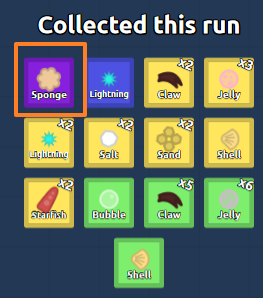 Collected this run
Sponge
Lightning
x2
Claw
x3
Jelly
x2
Lightning
x2
Salt
x2
Sand
Shell
x2
Starfish
Bubble
x5
Claw
x6
Jelly
Shell